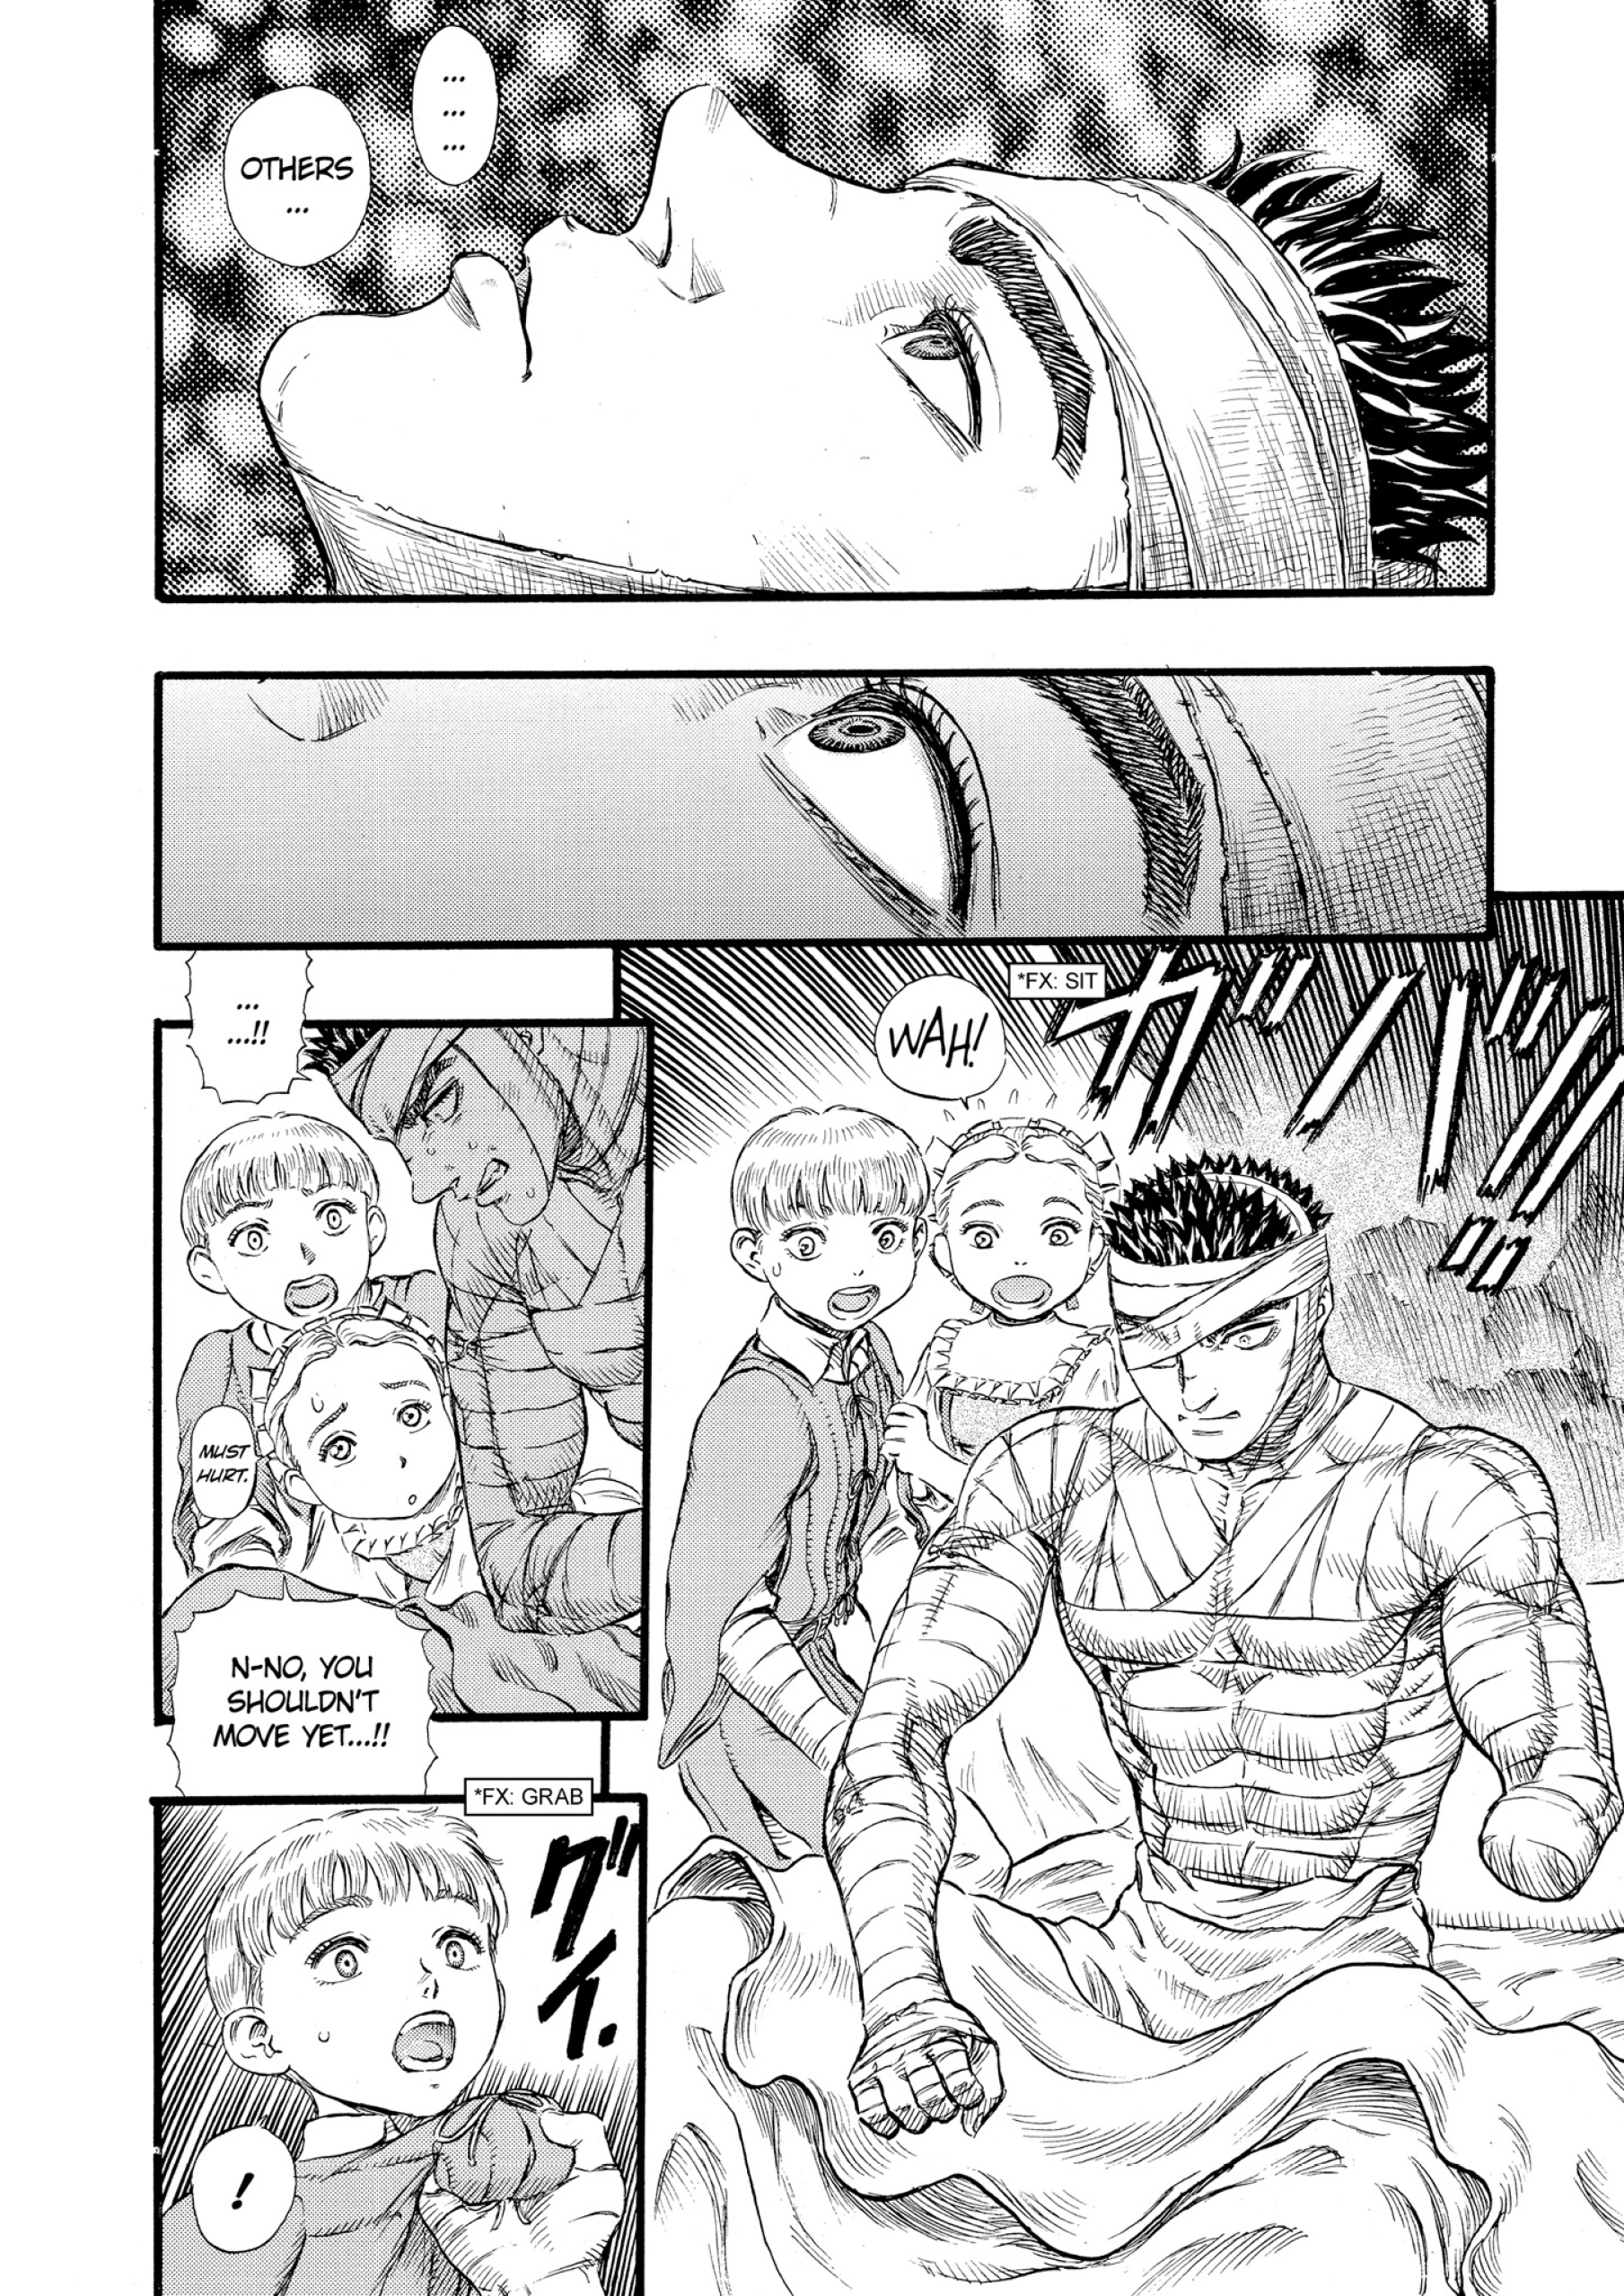 ...
...
...
OTHERS
...
*FX: SIT
ガバッ
WAH!
...
...!!
MUST
HURT.
N-NO, YOU
SHOULDN'T
MOVE YET...!!
*FX: GRAB
グイ.
!